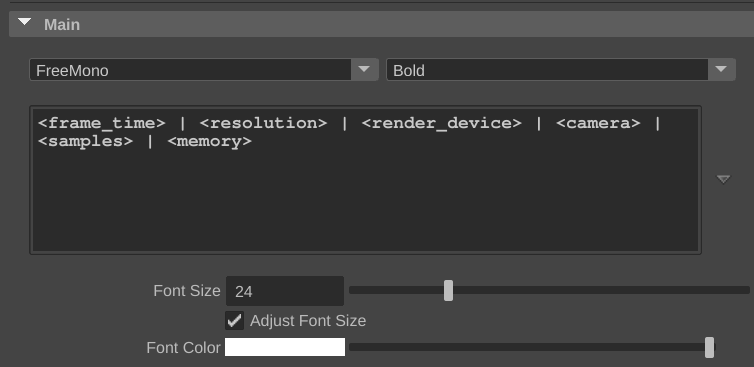 Main
FreeMono Bold
<frame_time> | <resolution> | <render_device> | <camera> |
<samples> | <memory>
Font Size 24
Adjust Font Size
Font Color